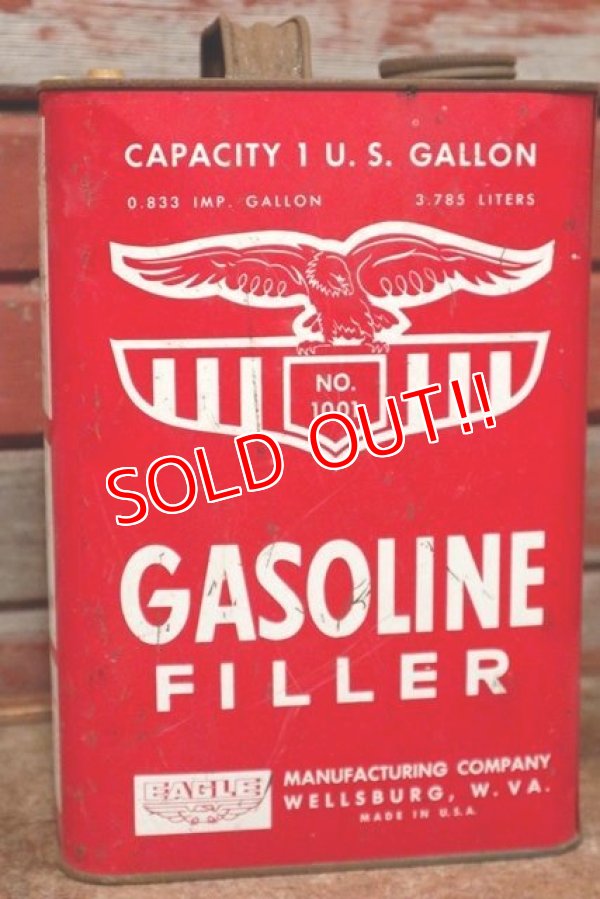 CAPACITY 1 U. S. GALLON
0.833 IMP. GALLON 3.785 LITERS
NO.
1001
SOLD OUT!!
GASOLINE
FILLER
EAGLE
MANUFACTURING COMPANY
WELLSBURG, W. VA.
MADE IN U.S.A.